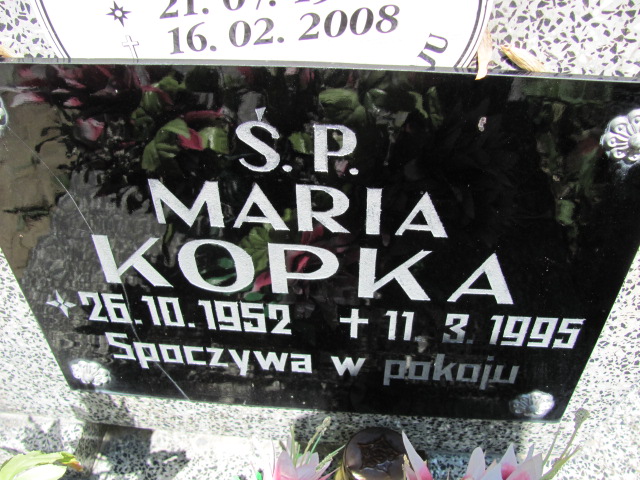 16. 02. 2008
Ś. P.
MARIA
KOPKA
26. 10. 1952 + 11. 3. 1995
Spoczywa w pokoju